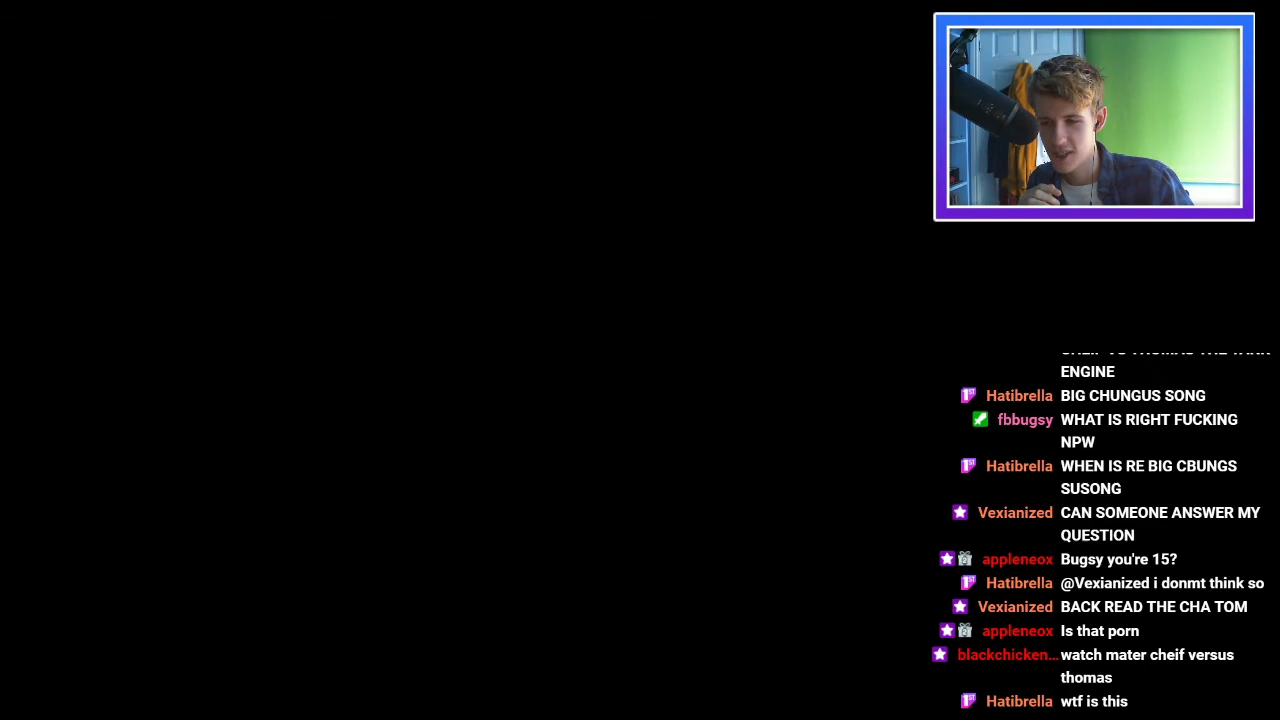 ENGINE
Hatibrella BIG CHUNGUS SONG
fbbugsy WHAT IS RIGHT FUCKING
NPW
Hatibrella WHEN IS RE BIG CBUNGS
SUSONG
Vexianized CAN SOMEONE ANSWER MY
QUESTION
appleneox Bugsy you're 15?
Hatibrella @Vexianized i donmt think so
Vexianized BACK READ THE CHA TOM
appleneox Is that porn
blackchicken... watch mater cheif versus
thomas
Hatibrella wtf is this